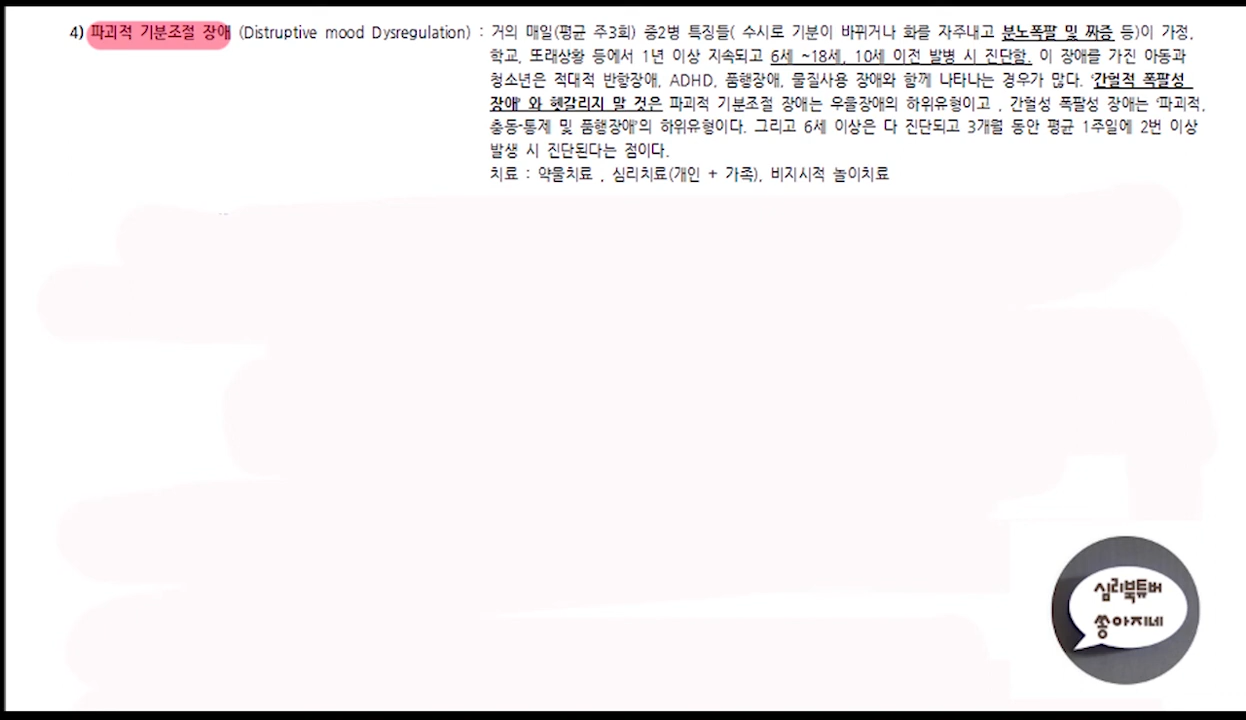 4) 파괴적 기분조절 장애 (Distruptive mood Dysregulation) : 거의 매일(평균 주3회) 중2병 특징들( 수시로 기분이 바뀌거나 화를 자주내고 분노폭팔 및 짜증 등)이 가정,
학교, 또래상황 등에서 1년 이상 지속되고 6세 ~18세, 10세 이전 발병 시 진단함. 이 장애를 가진 아동과
청소년은 적대적 반항장애, ADHD, 품행장애, 물질사용 장애와 함께 나타나는 경우가 많다. '간헐적 폭팔성
장애' 와 헷갈리지 말 것은 파괴적 기분조절 장애는 우울장애의 하위유형이고 , 간헐성 폭팔성 장애는 '파괴적,
충동-통제 및 품행장애'의 하위유형이다. 그리고 6세 이상은 다 진단되고 3개월 동안 평균 1주일에 2번 이상
발생 시 진단된다는 점이다.
치료 : 약물치료 , 심리치료(개인 + 가족), 비지시적 놀이치료
심리북튜버
쏭아지네